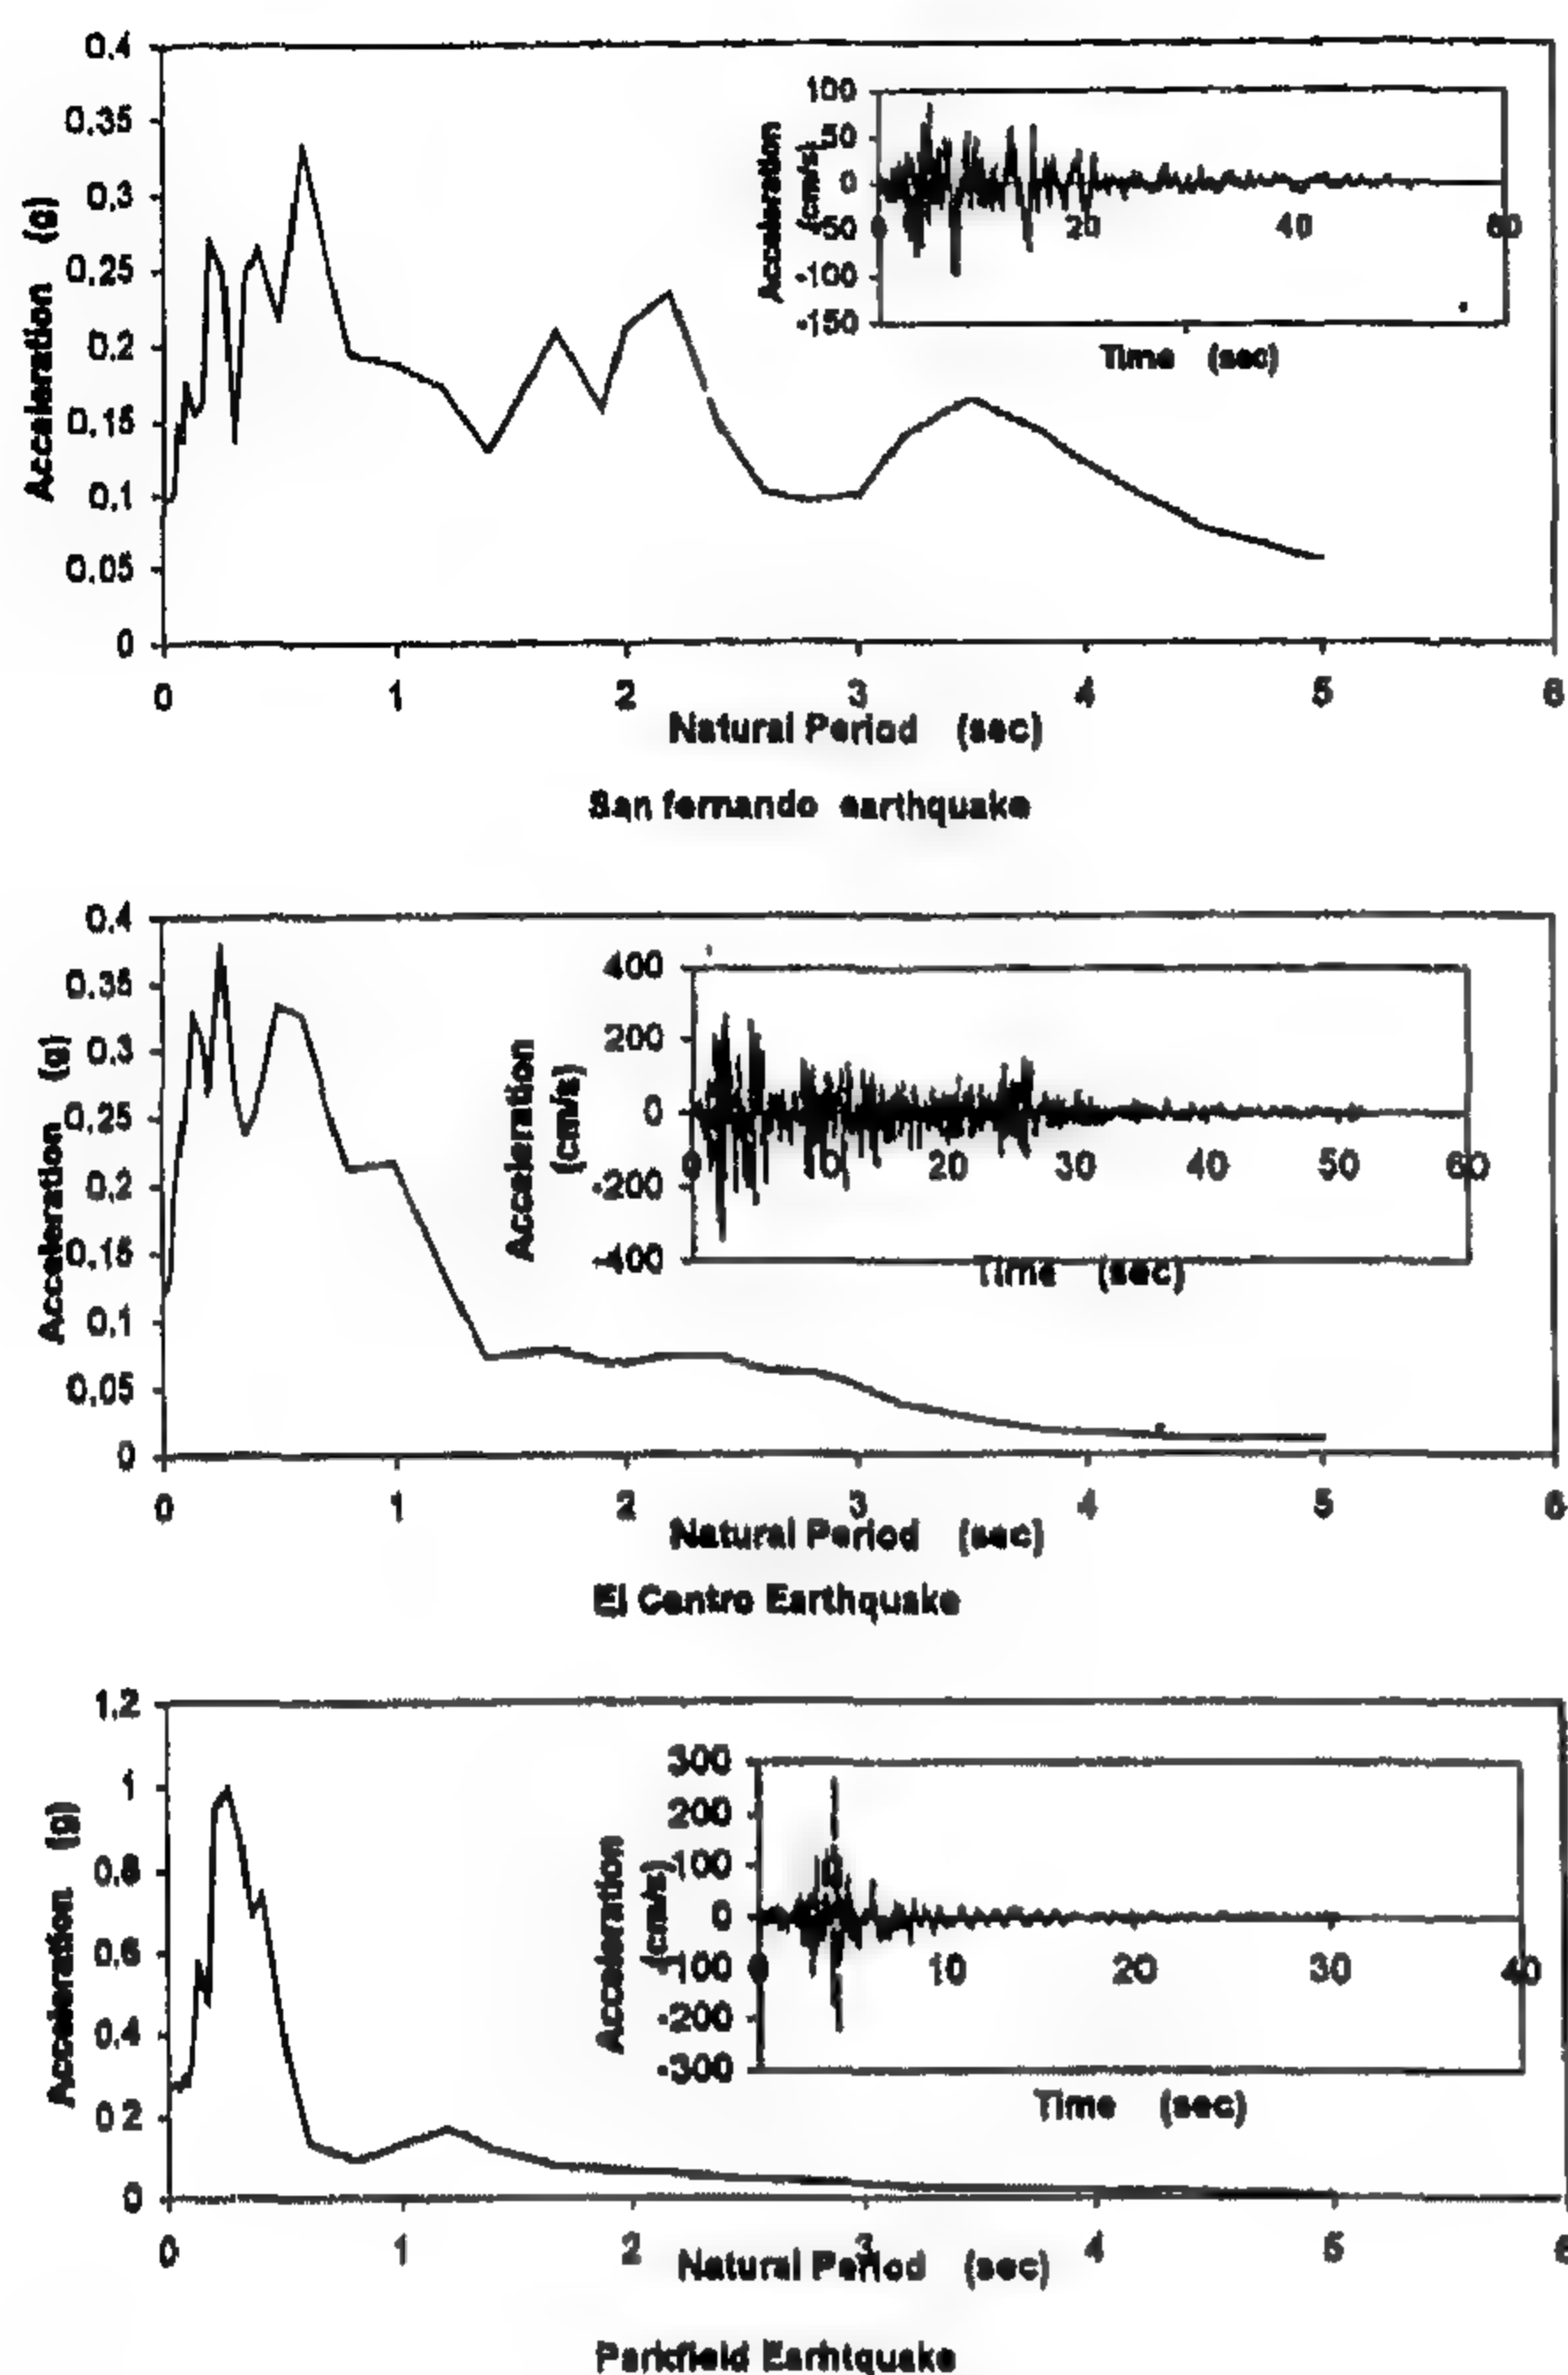 0.4
0.35
0.3
0.25
0.2
0.15
0.1
0.05
0
Acceleration (g)
0 1 2 3 4 5 6
Natural Period (sec)
100
50
0
-50
-100
-150
Acceleration
(cm/s)
0 20 40 60
Time (sec)
San fernando earthquake
0.4
0.35
0.3
0.25
0.2
0.15
0.1
0.05
0
Acceleration (g)
0 1 2 3 4 5 6
Natural Period (sec)
400
200
0
-200
-400
Acceleration
(cm/s)
0 20 30 40 50 60
Time (sec)
El Centro Earthquake
1.2
1
0.8
0.6
0.4
0.2
0
Acceleration (g)
0 1 2 3 4 5 6
Natural Period (sec)
300
200
100
0
-100
-200
-300
Acceleration
(cm/s)
0 10 20 30 40
Time (sec)
Parkfield Earhtquake